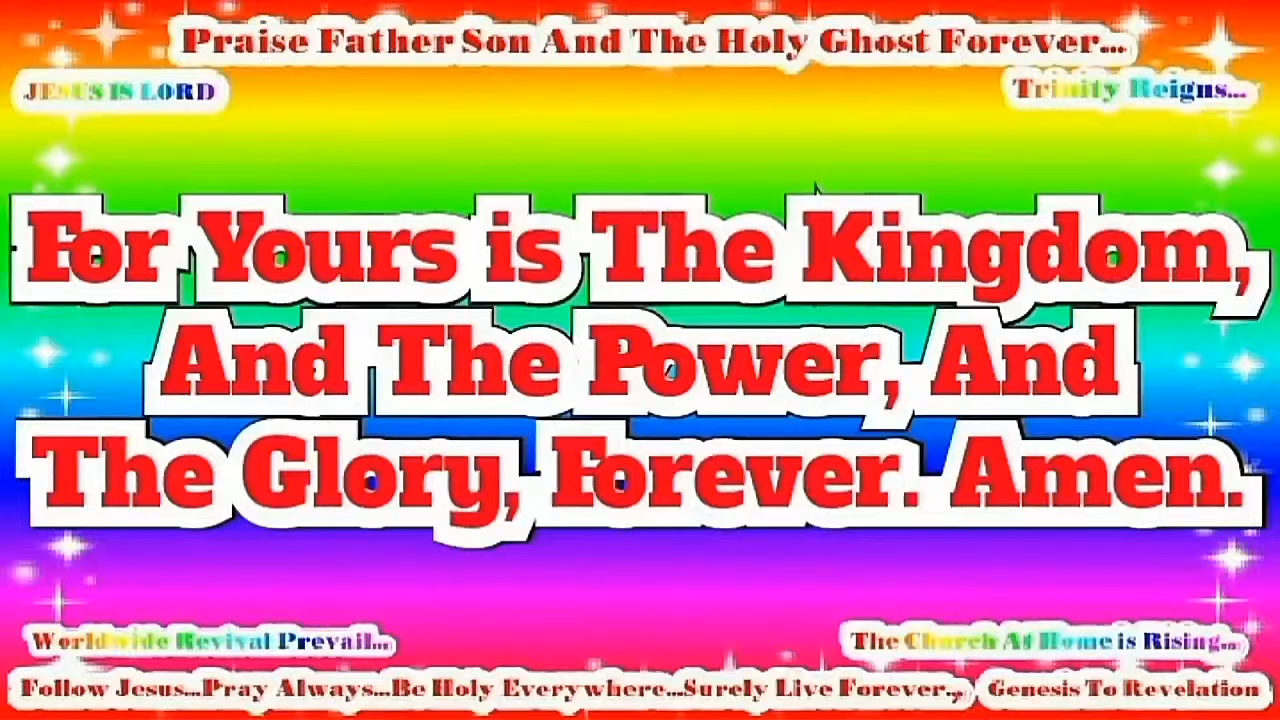 Praise Father Son And The Holy Ghost Forever...
JESUS IS LORD
Trinity Reigns...
For Yours is The Kingdom,
And The Power, And
The Glory, Forever. Amen.
Worldwide Revival Prevail...
The Church At Home is Rising...
Follow Jesus...Pray Always...Be Holy Everywhere...Surely Live Forever..,
Genesis To Revelation